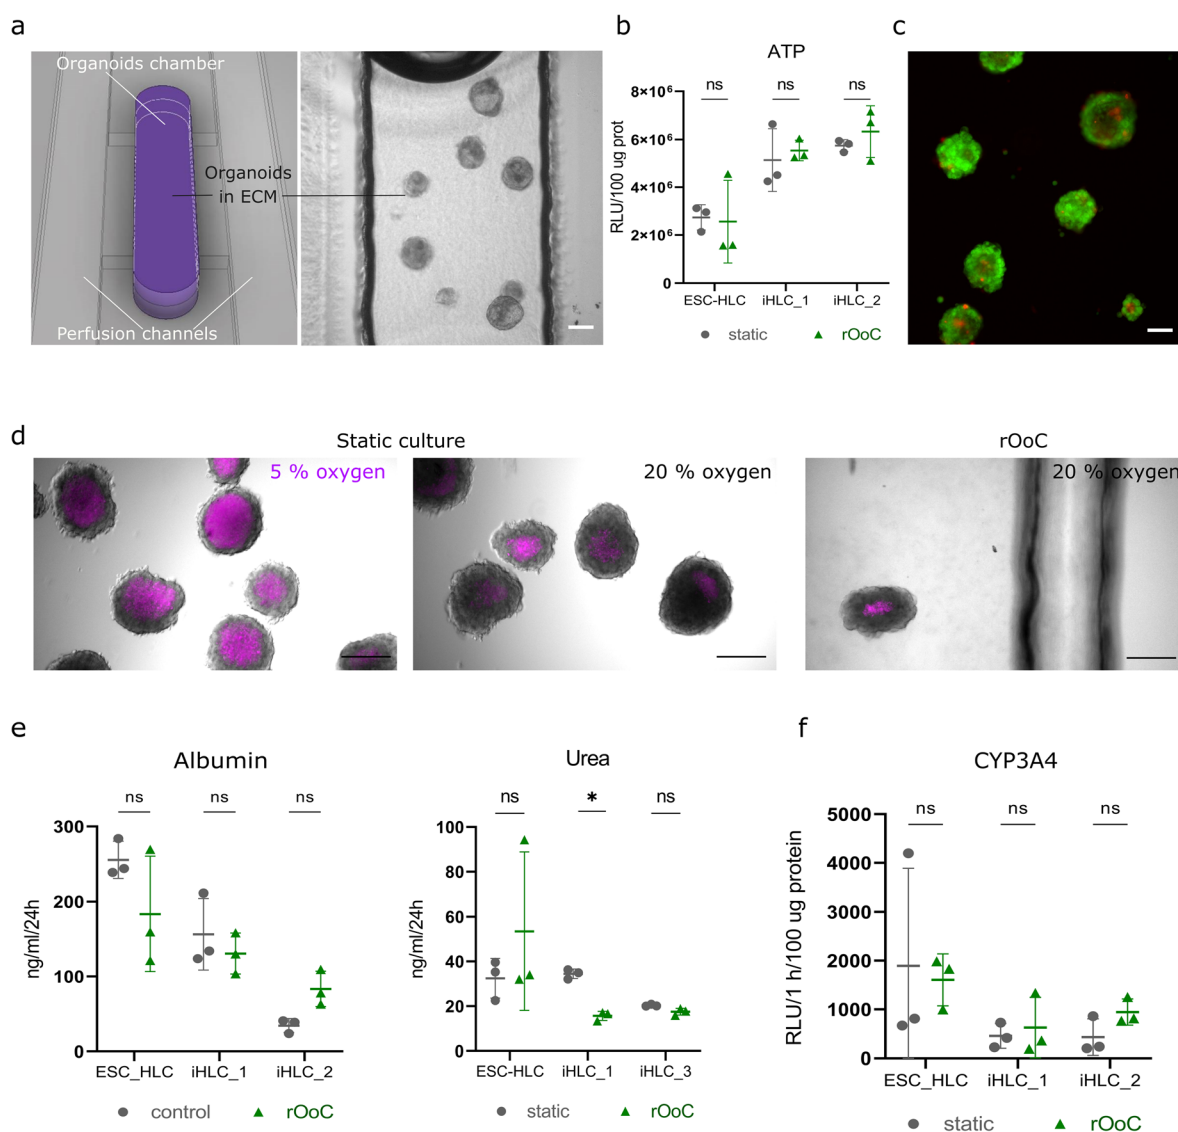 a
Organoids chamber
Organoids
in ECM
Perfusion channels
b
ATP
ns
ns
ns
RLU/100 ug prot
8×10⁶
6×10⁶
4×10⁶
2×10⁶
0
ESC-HLC
iHLC_1
iHLC_2
static
rOoC
c
d
Static culture
rOoC
5 % oxygen
20 % oxygen
20 % oxygen
e
Albumin
ns
ns
ns
ng/ml/24h
300
200
100
0
ESC_HLC
iHLC_1
iHLC_2
control
rOoC
Urea
ns
*
ns
ng/ml/24h
100
80
60
40
20
0
ESC-HLC
iHLC_1
iHLC_3
static
rOoC
f
CYP3A4
ns
ns
ns
RLU/1 h/100 ug protein
5000
4000
3000
2000
1000
0
ESC_HLC
iHLC_1
iHLC_2
static
rOoC